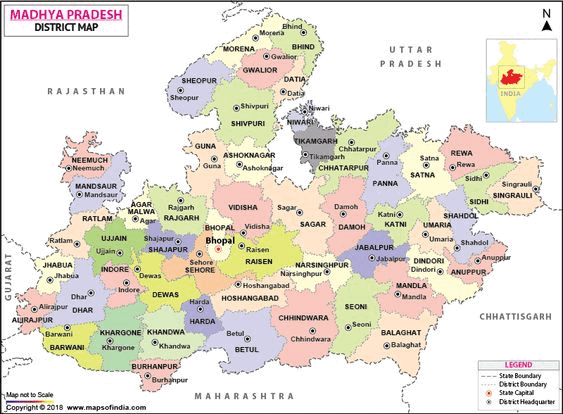 MADHYA PRADESH
DISTRICT MAP
N
INDIA
UTTAR
PRADESH
RAJASTHAN
GUJARAT
MAHARASHTRA
CHHATTISGARH
Morena
MORENA
Bhind
BHIND
Gwalior
GWALIOR
DATIA
Datia
SHEOPUR
Sheopur
Shivpuri
SHIVPURI
Niwari
NIWARI
TIKAMGARH
Tikamgarh
Chhatarpur
CHHATARPUR
Panna
PANNA
Satna
SATNA
REWA
Rewa
Sidhi
SIDHI
Singrauli
SINGRAULI
NEEMUCH
Neemuch
MANDSAUR
Mandsaur
GUNA
Guna
ASHOKNAGAR
Ashoknagar
RATLAM
Ratlam
AGAR
MALWA
Agar
Rajgarh
RAJGARH
VIDISHA
Vidisha
Sagar
SAGAR
Damoh
DAMOH
Katni
KATNI
UMARIA
Umaria
SHAHDOL
Shahdol
UJJAIN
Ujjain
Shajapur
SHAJAPUR
BHOPAL
Bhopal
Sehore
SEHORE
Raisen
RAISEN
NARSINGHPUR
Narsinghpur
JABALPUR
Jabalpur
DINDORI
Dindori
Anuppur
ANUPPUR
JHABUA
Jhabua
INDORE
Indore
Dewas
DEWAS
Hoshangabad
HOSHANGABAD
MANDLA
Mandla
ALIRAJPUR
Alirajpur
Dhar
DHAR
Harda
HARDA
Betul
BETUL
CHHINDWARA
Chhindwara
SEONI
Seoni
BALAGHAT
Balaghat
Barwani
BARWANI
KHARGONE
Khargone
KHANDWA
Khandwa
BURHANPUR
Burhanpur
LEGEND
State Boundary
District Boundary
State Capital
District Headquarter
Map not to Scale
Copyright © 2018 www.mapsofindia.com